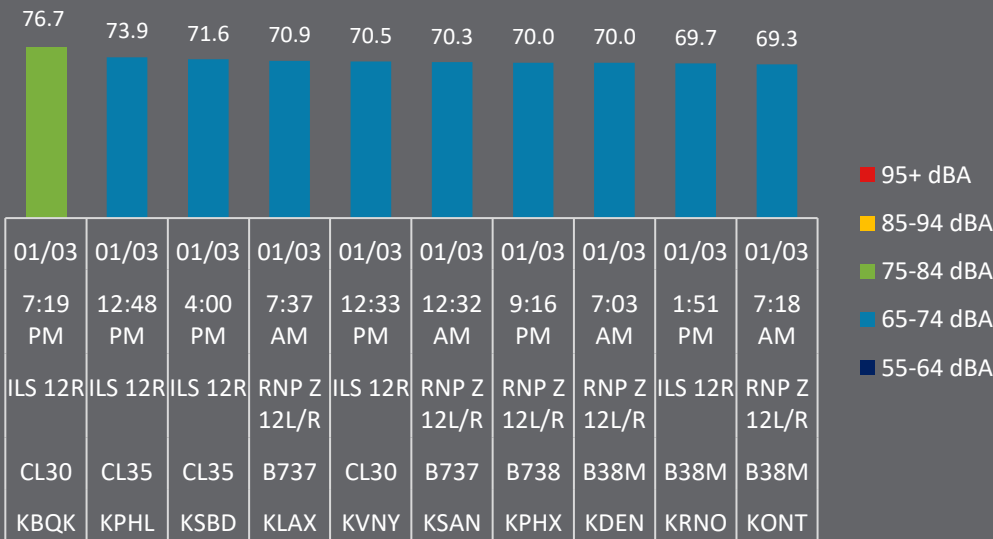 76.7 73.9 71.6 70.9 70.5 70.3 70.0 70.0 69.7 69.3
01/03 01/03 01/03 01/03 01/03 01/03 01/03 01/03 01/03 01/03
7:19 12:48 4:00 7:37 12:33 12:32 9:16 7:03 1:51 7:18
PM PM PM AM PM AM PM AM PM AM
ILS 12R ILS 12R ILS 12R RNP Z ILS 12R RNP Z RNP Z RNP Z ILS 12R RNP Z
12L/R 12L/R 12L/R 12L/R 12L/R
CL30 CL35 CL35 B737 CL30 B737 B738 B38M B38M B38M
KBQK KPHL KSBD KLAX KVNY KSAN KPHX KDEN KRNO KONT
95+ dBA
85-94 dBA
75-84 dBA
65-74 dBA
55-64 dBA